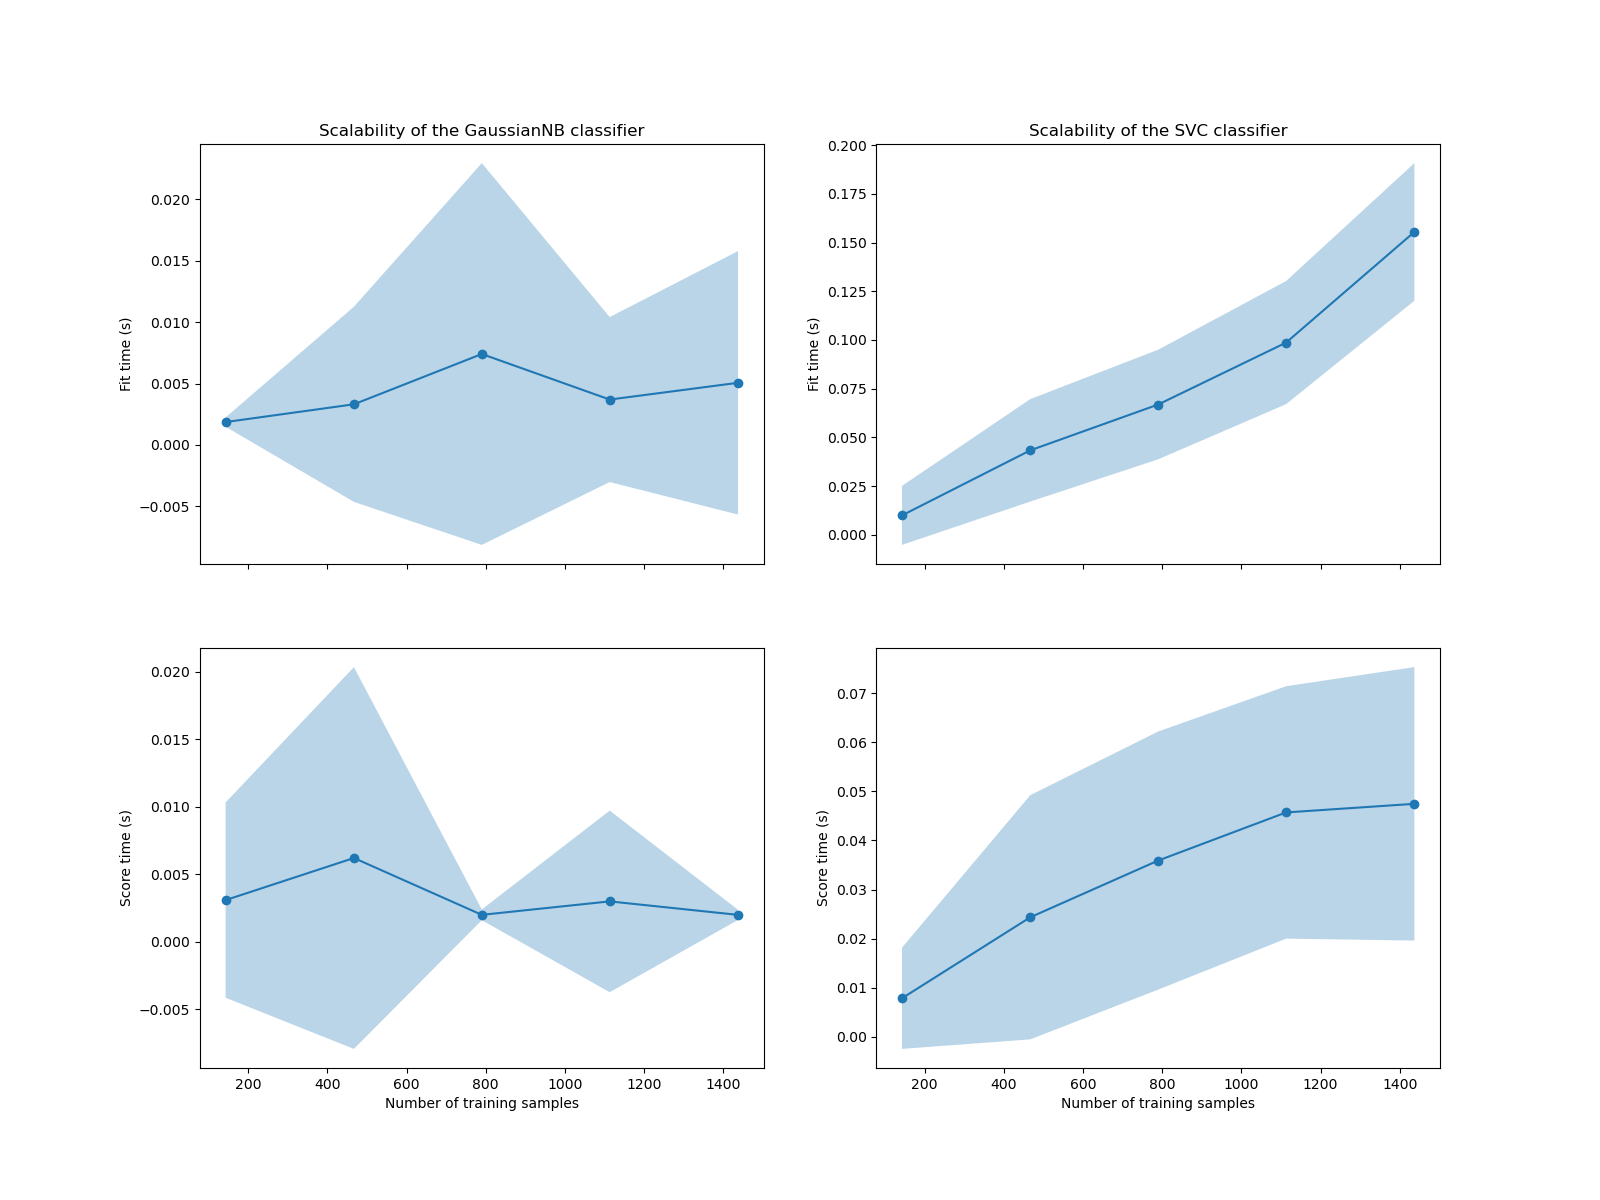 Scalability of the GaussianNB classifier
0.020
0.015
0.010
0.005
0.000
−0.005
Fit time (s)
Scalability of the SVC classifier
0.200
0.175
0.150
0.125
0.100
0.075
0.050
0.025
0.000
Fit time (s)
0.020
0.015
0.010
0.005
0.000
−0.005
Score time (s)
200 400 600 800 1000 1200 1400
Number of training samples
0.07
0.06
0.05
0.04
0.03
0.02
0.01
0.00
Score time (s)
200 400 600 800 1000 1200 1400
Number of training samples